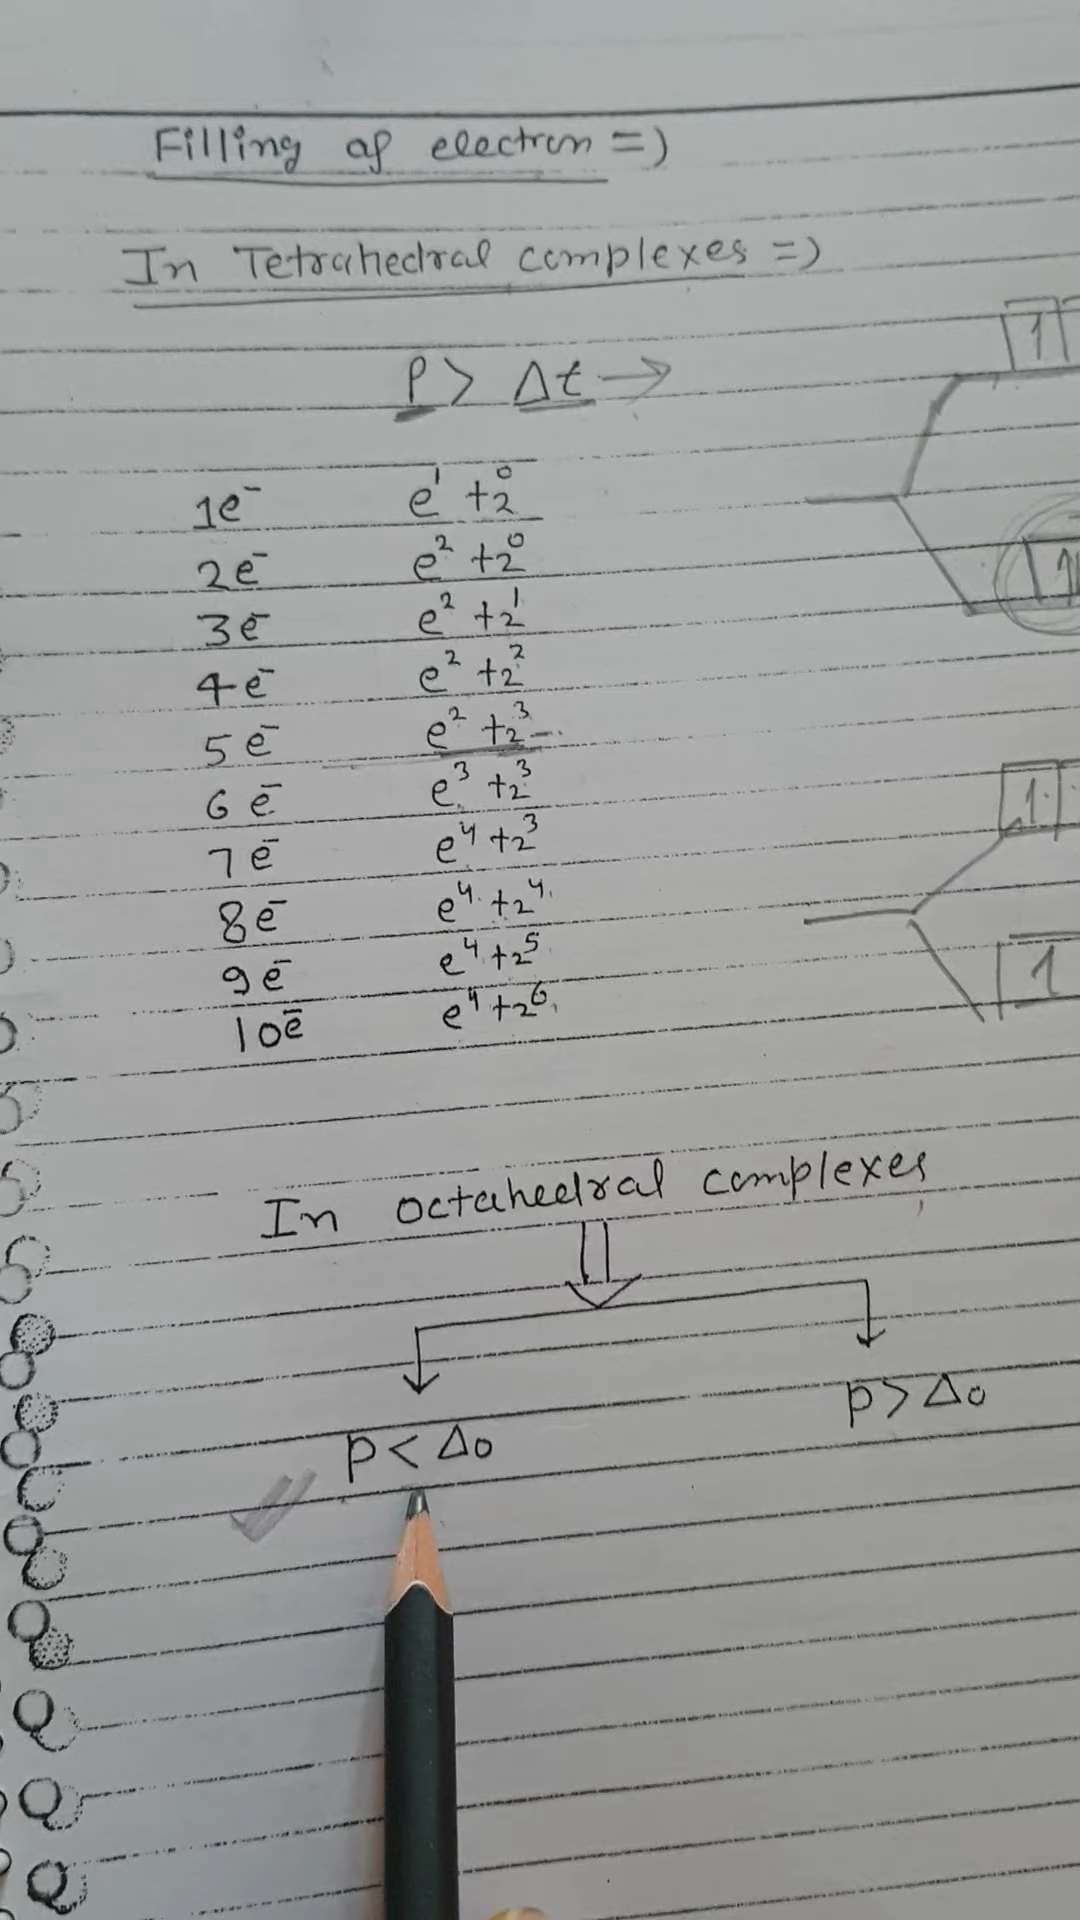 Filling of electron =)
In Tetrahedral complexes =)
P > Δt →
1e⁻ e¹ t₂⁰
2e⁻ e² t₂⁰
3e⁻ e² t₂¹
4e⁻ e² t₂²
5e⁻ e² t₂³
6e⁻ e³ t₂³
7e⁻ e⁴ t₂³
8e⁻ e⁴ t₂⁴
9e⁻ e⁴ t₂⁵
10e⁻ e⁴ t₂⁶
In octahedral complexes
P < Δo P > Δo